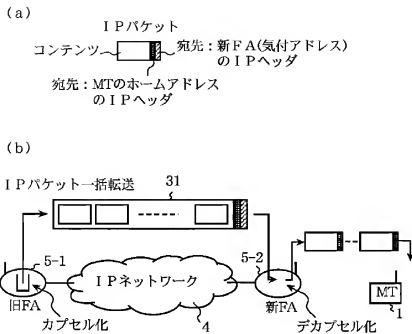 (a)
ＩＰパケット
コンテンツ
宛先：新ＦＡ(気付アドレス)
のＩＰヘッダ
宛先：MTのホームアドレス
のＩＰヘッダ
(b)
ＩＰパケット一括転送
31
5-1
ＩＰネットワーク
5-2
旧FA
新FA
MT
カプセル化
4
デカプセル化
1